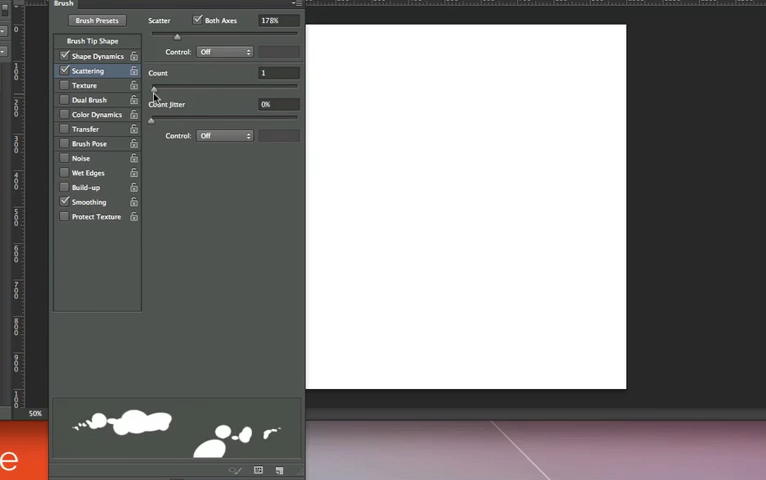 Brush
Brush Presets
Scatter Both Axes 178%
Brush Tip Shape
Control: Off
Shape Dynamics
Scattering
Count 1
Texture
Dual Brush
Count Jitter 0%
Color Dynamics
Transfer
Control: Off
Brush Pose
Noise
Wet Edges
Build-up
Smoothing
Protect Texture
50%
e